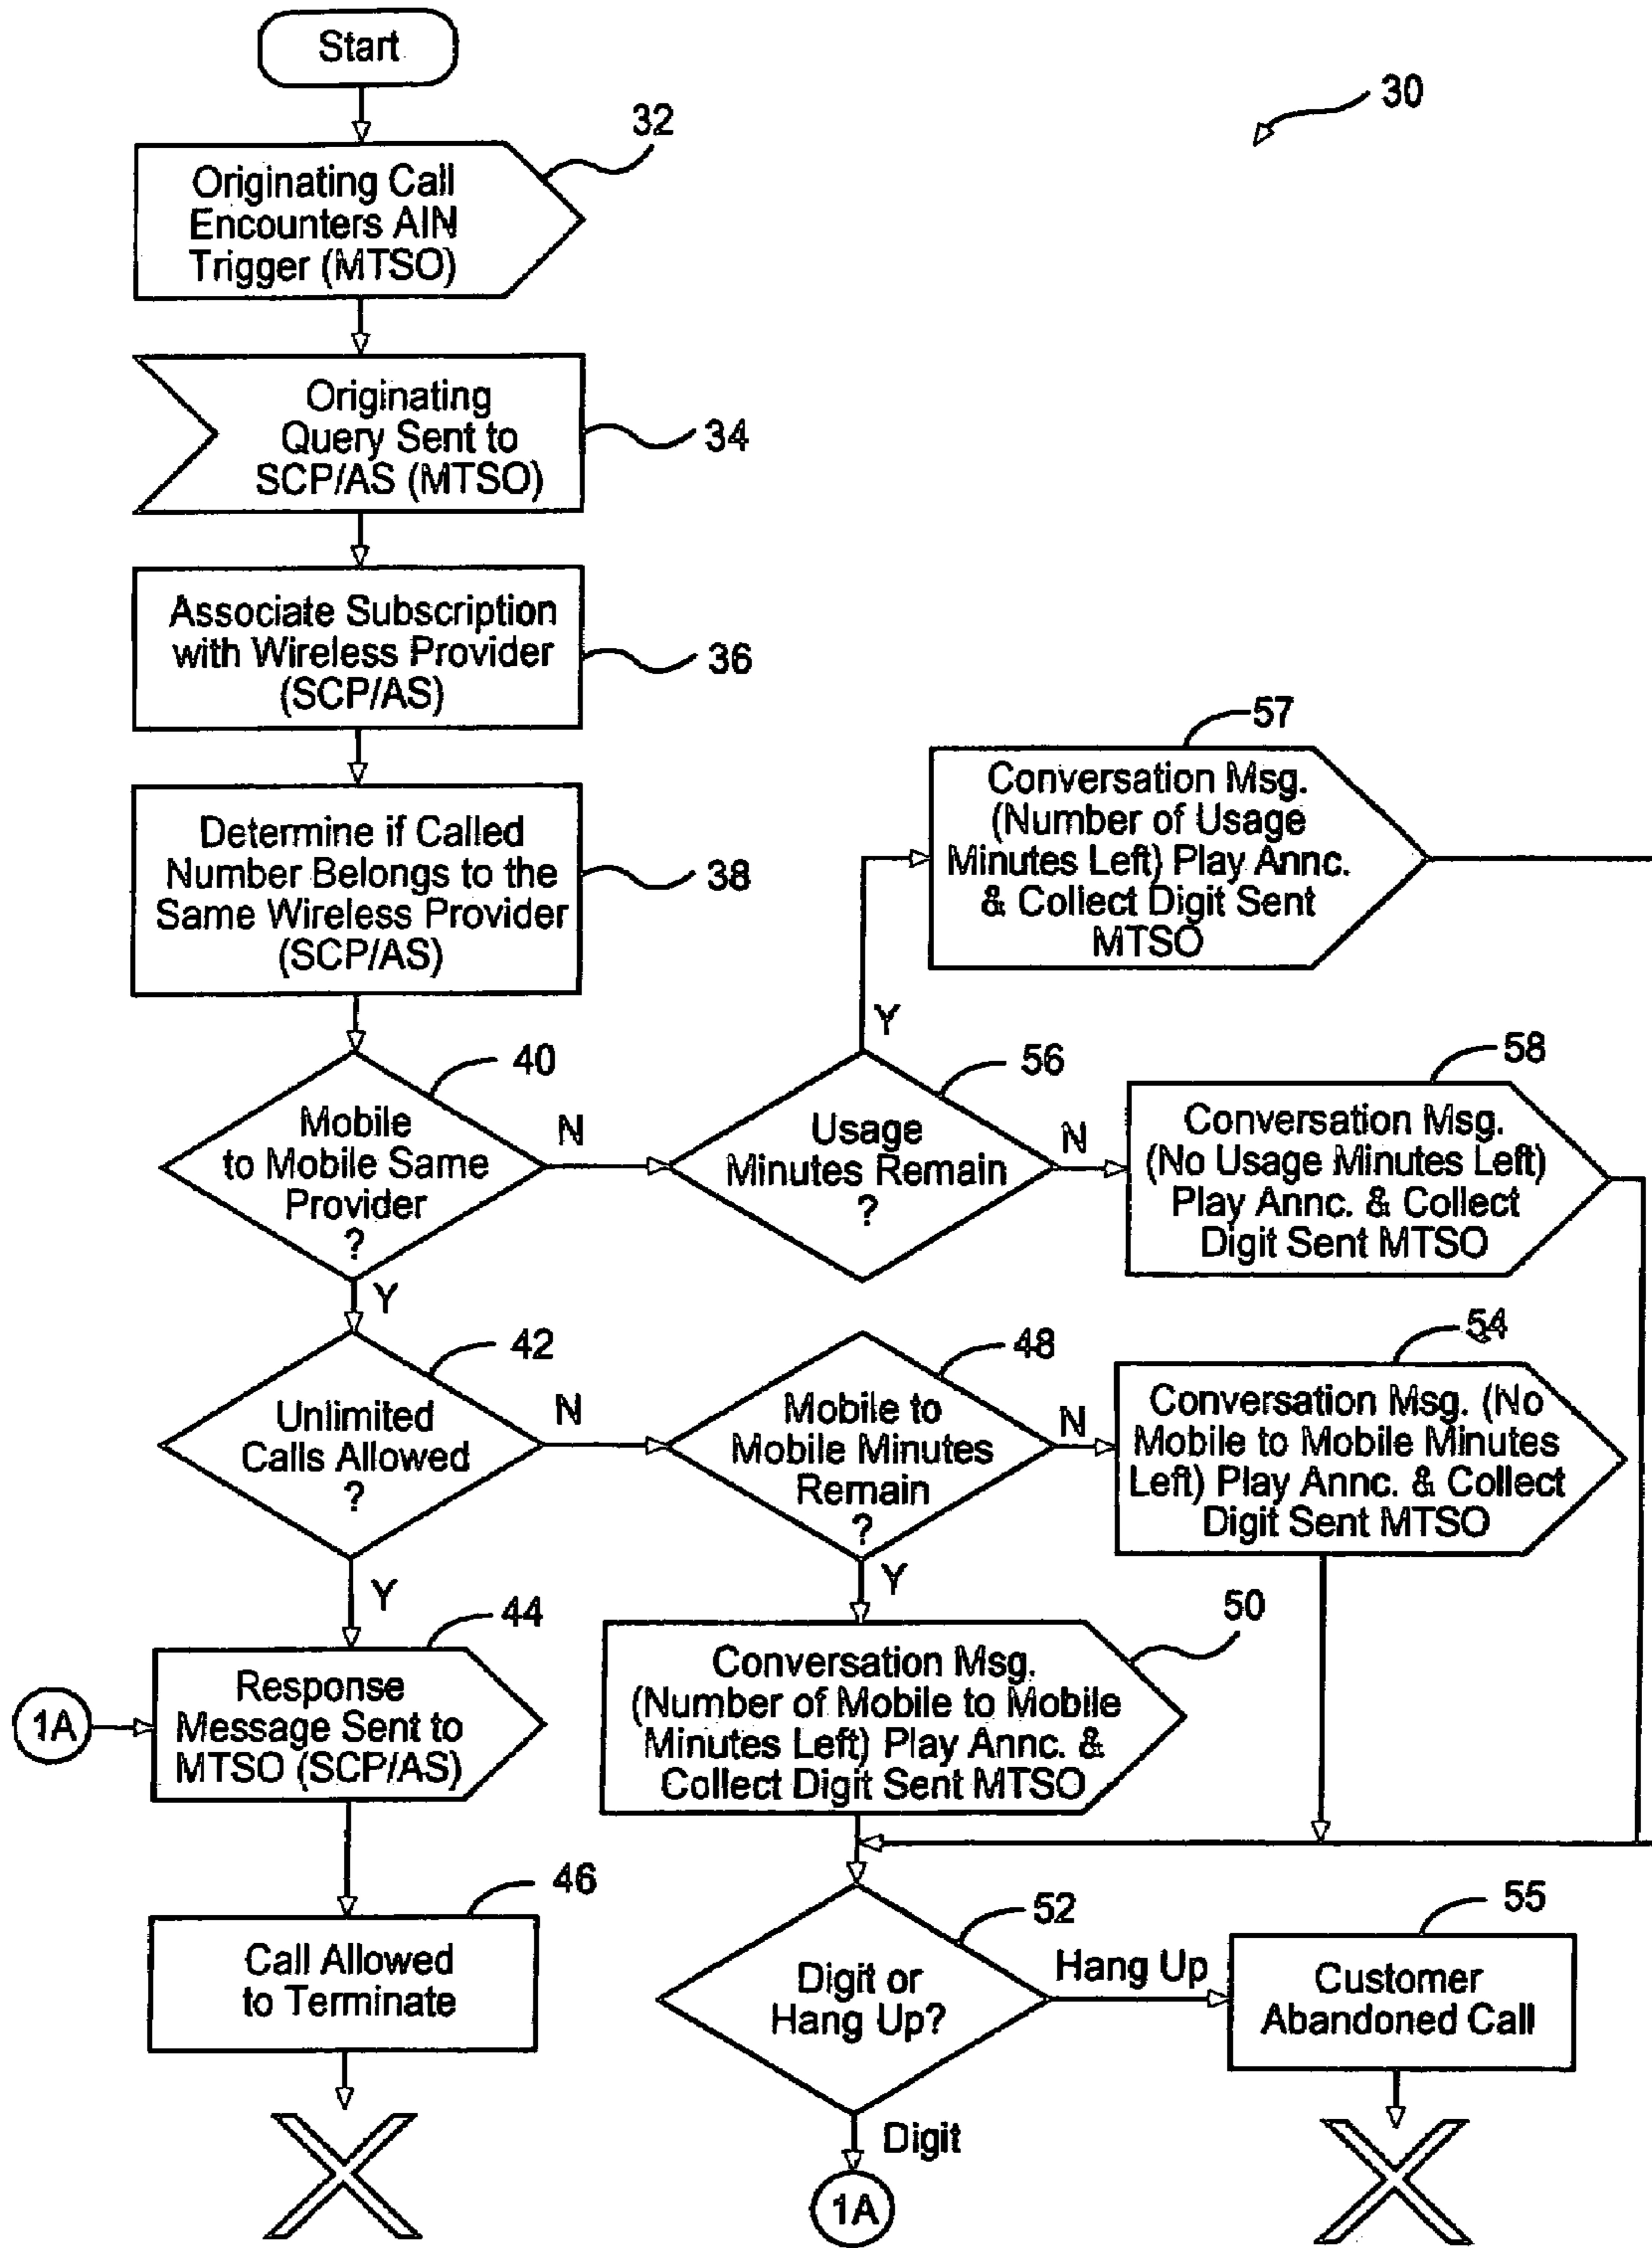 Start
30
32
Originating Call
Encounters AIN
Trigger (MTSO)
Originating
Query Sent to
SCP/AS (MTSO)
34
Associate Subscription
with Wireless Provider
(SCP/AS)
36
57
Conversation Msg.
(Number of Usage
Minutes Left) Play Annc.
& Collect Digit Sent
MTSO
Determine if Called
Number Belongs to the
Same Wireless Provider
(SCP/AS)
38
Y
40
Mobile
to Mobile Same
Provider
?
N
56
Usage
Minutes Remain
?
N
58
Conversation Msg.
(No Usage Minutes Left)
Play Annc. & Collect
Digit Sent MTSO
Y
42
Unlimited
Calls Allowed
?
N
48
Mobile to
Mobile Minutes
Remain
?
N
54
Conversation Msg. (No
Mobile to Mobile Minutes
Left) Play Annc. & Collect
Digit Sent MTSO
Y
Y
44
1A
Response
Message Sent to
MTSO (SCP/AS)
50
Conversation Msg.
(Number of Mobile to Mobile
Minutes Left) Play Annc. &
Collect Digit Sent MTSO
46
Call Allowed
to Terminate
52
Digit or
Hang Up?
Hang Up
55
Customer
Abandoned Call
Digit
1A